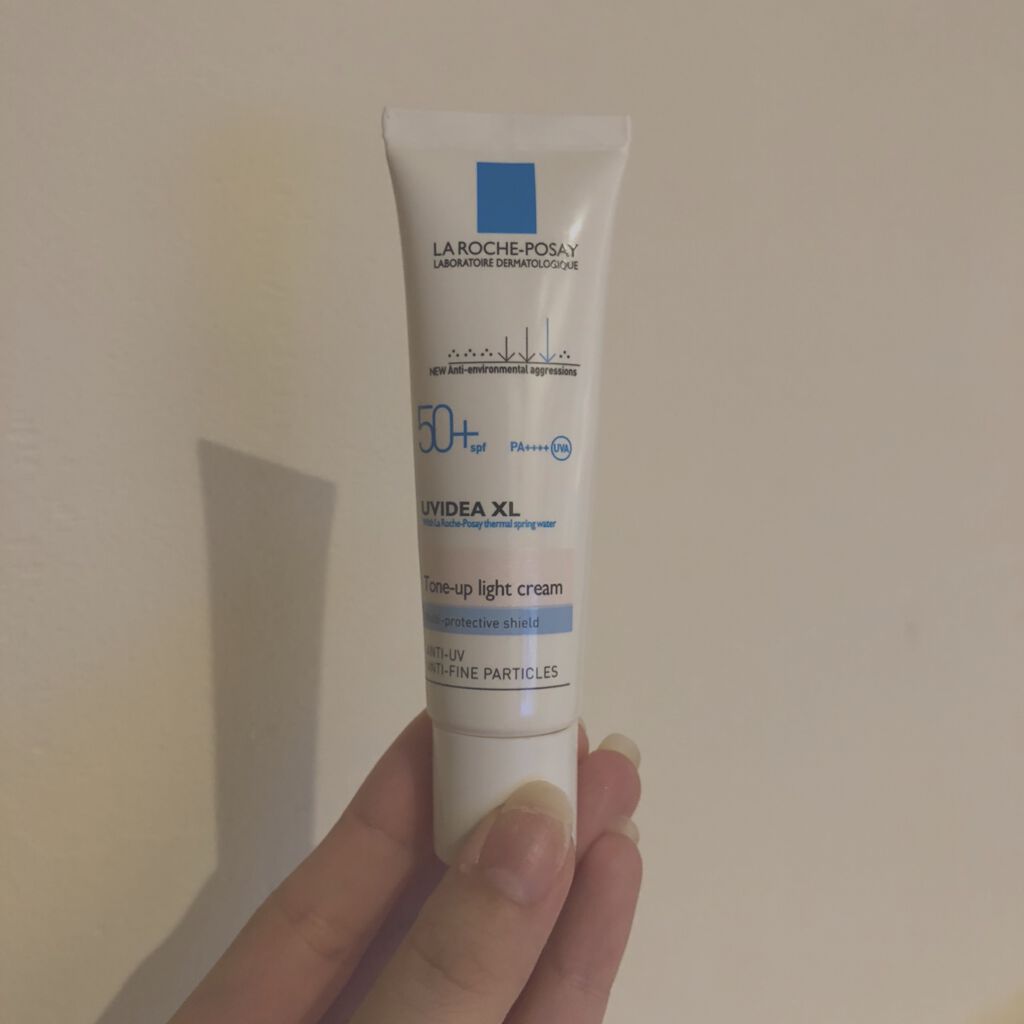 LA ROCHE-POSAY
LABORATOIRE DERMATOLOGIQUE
NEW Anti-environmental aggressions
50+ spf PA++++ UVA
UVIDEA XL
With La Roche-Posay thermal spring water
Tone-up light cream
multi-protective shield
ANTI-UV
ANTI-FINE PARTICLES